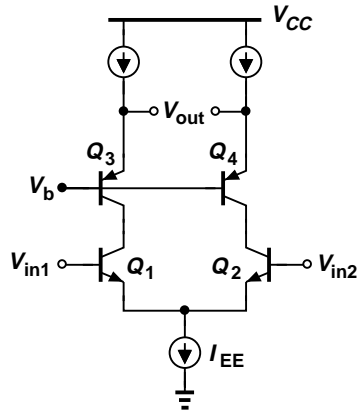 V_CC
V_out
Q_3
Q_4
V_b
V_in1
Q_1
Q_2
V_in2
I_EE